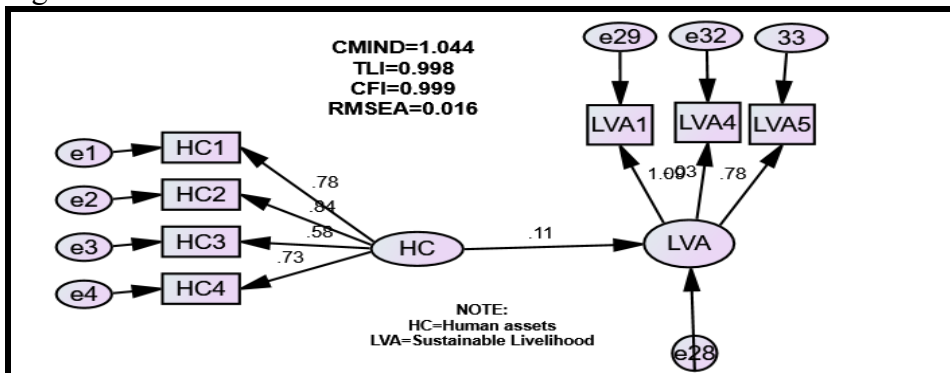 CMIND=1.044
TLI=0.998
CFI=0.999
RMSEA=0.016
e29
e32
33
LVA1
LVA4
LVA5
e1
HC1
e2
HC2
e3
HC3
e4
HC4
.78
.84
.58
.73
HC
.11
.78
LVA
e28
NOTE:
HC=Human assets
LVA=Sustainable Livelihood